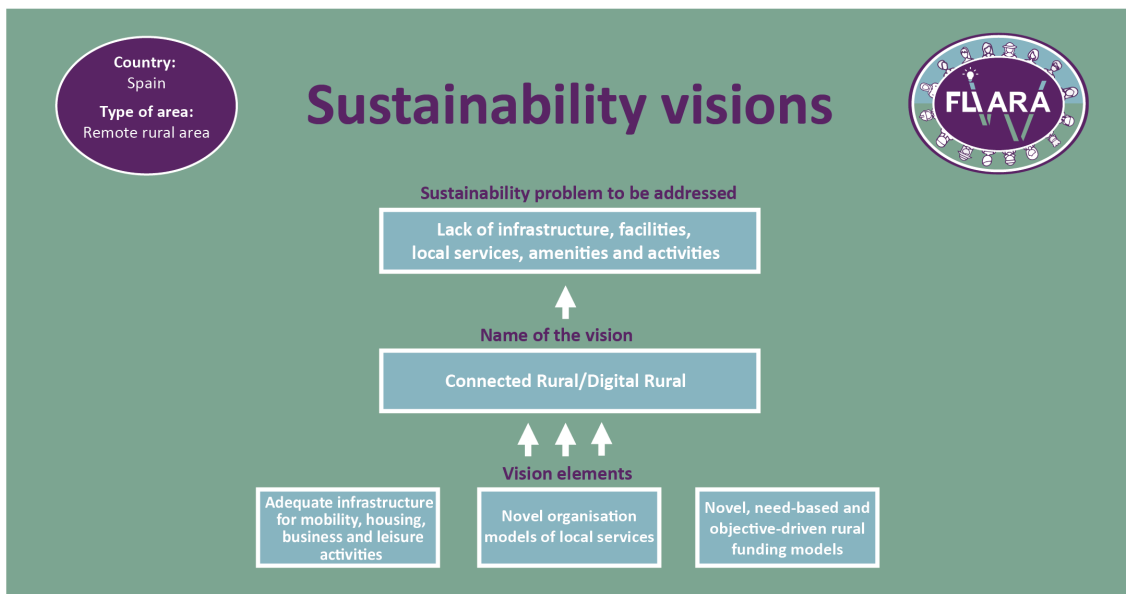 Country:
Spain
Type of area:
Remote rural area
Sustainability visions
FLIARA
Sustainability problem to be addressed
Lack of infrastructure, facilities,
local services, amenities and activities
Name of the vision
Connected Rural/Digital Rural
Vision elements
Adequate infrastructure
for mobility, housing,
business and leisure
activities
Novel organisation
models of local services
Novel, need-based and
objective-driven rural
funding models